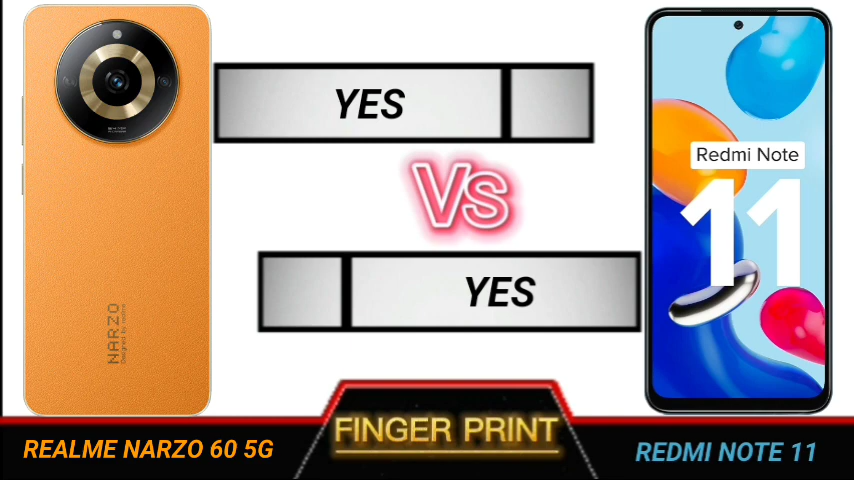 YES
VS
YES
Redmi Note
11
NARZO
FINGER PRINT
REALME NARZO 60 5G
REDMI NOTE 11